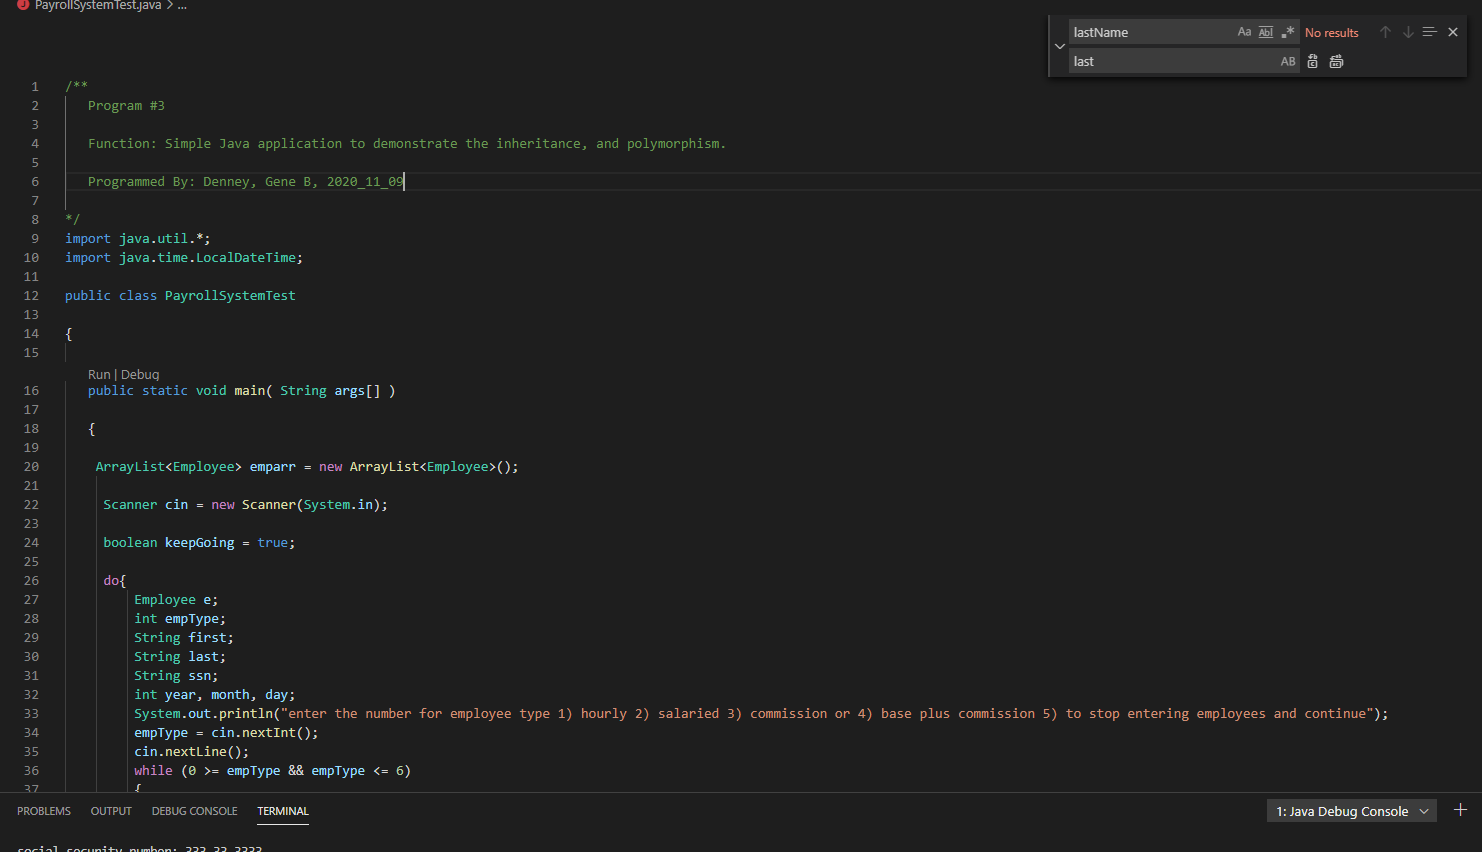 PayrollSystemTest.java > ...
lastName Aa Abl .* No results
last AB
1 /**
2 Program #3
3
4 Function: Simple Java application to demonstrate the inheritance, and polymorphism.
5
6 Programmed By: Denney, Gene B, 2020_11_09
7
8 */
9 import java.util.*;
10 import java.time.LocalDateTime;
11
12 public class PayrollSystemTest
13
14 {
15
Run | Debug
16 public static void main( String args[] )
17
18 {
19
20 ArrayList<Employee> emparr = new ArrayList<Employee>();
21
22 Scanner cin = new Scanner(System.in);
23
24 boolean keepGoing = true;
25
26 do{
27 Employee e;
28 int empType;
29 String first;
30 String last;
31 String ssn;
32 int year, month, day;
33 System.out.println("enter the number for employee type 1) hourly 2) salaried 3) commission or 4) base plus commission 5) to stop entering employees and continue");
34 empType = cin.nextInt();
35 cin.nextLine();
36 while (0 >= empType && empType <= 6)
37 {
PROBLEMS OUTPUT DEBUG CONSOLE TERMINAL 1: Java Debug Console
social security number: 333-33-3333